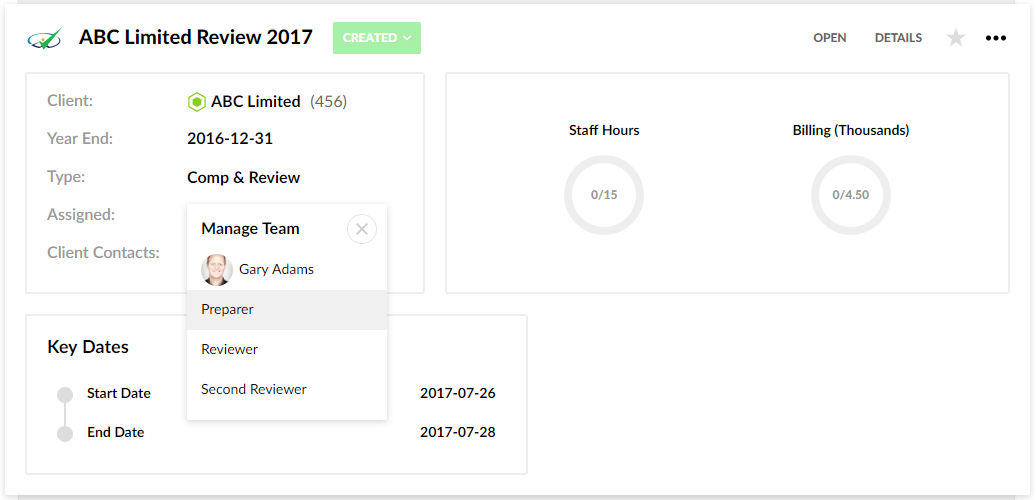 ABC Limited Review 2017 CREATED OPEN DETAILS
Client: ABC Limited (456)
Year End: 2016-12-31
Type: Comp & Review
Assigned:
Client Contacts:
Manage Team
Gary Adams
Preparer
Reviewer
Second Reviewer
Staff Hours
0/15
Billing (Thousands)
0/4.50
Key Dates
Start Date 2017-07-26
End Date 2017-07-28